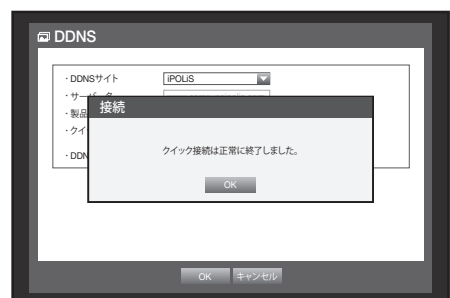 DDNS
・DDNSサイト
iPOLiS
・サーバ
・製品
・クイ
・DDN
接続
クイック接続は正常に終了しました。
OK
OK キャンセル